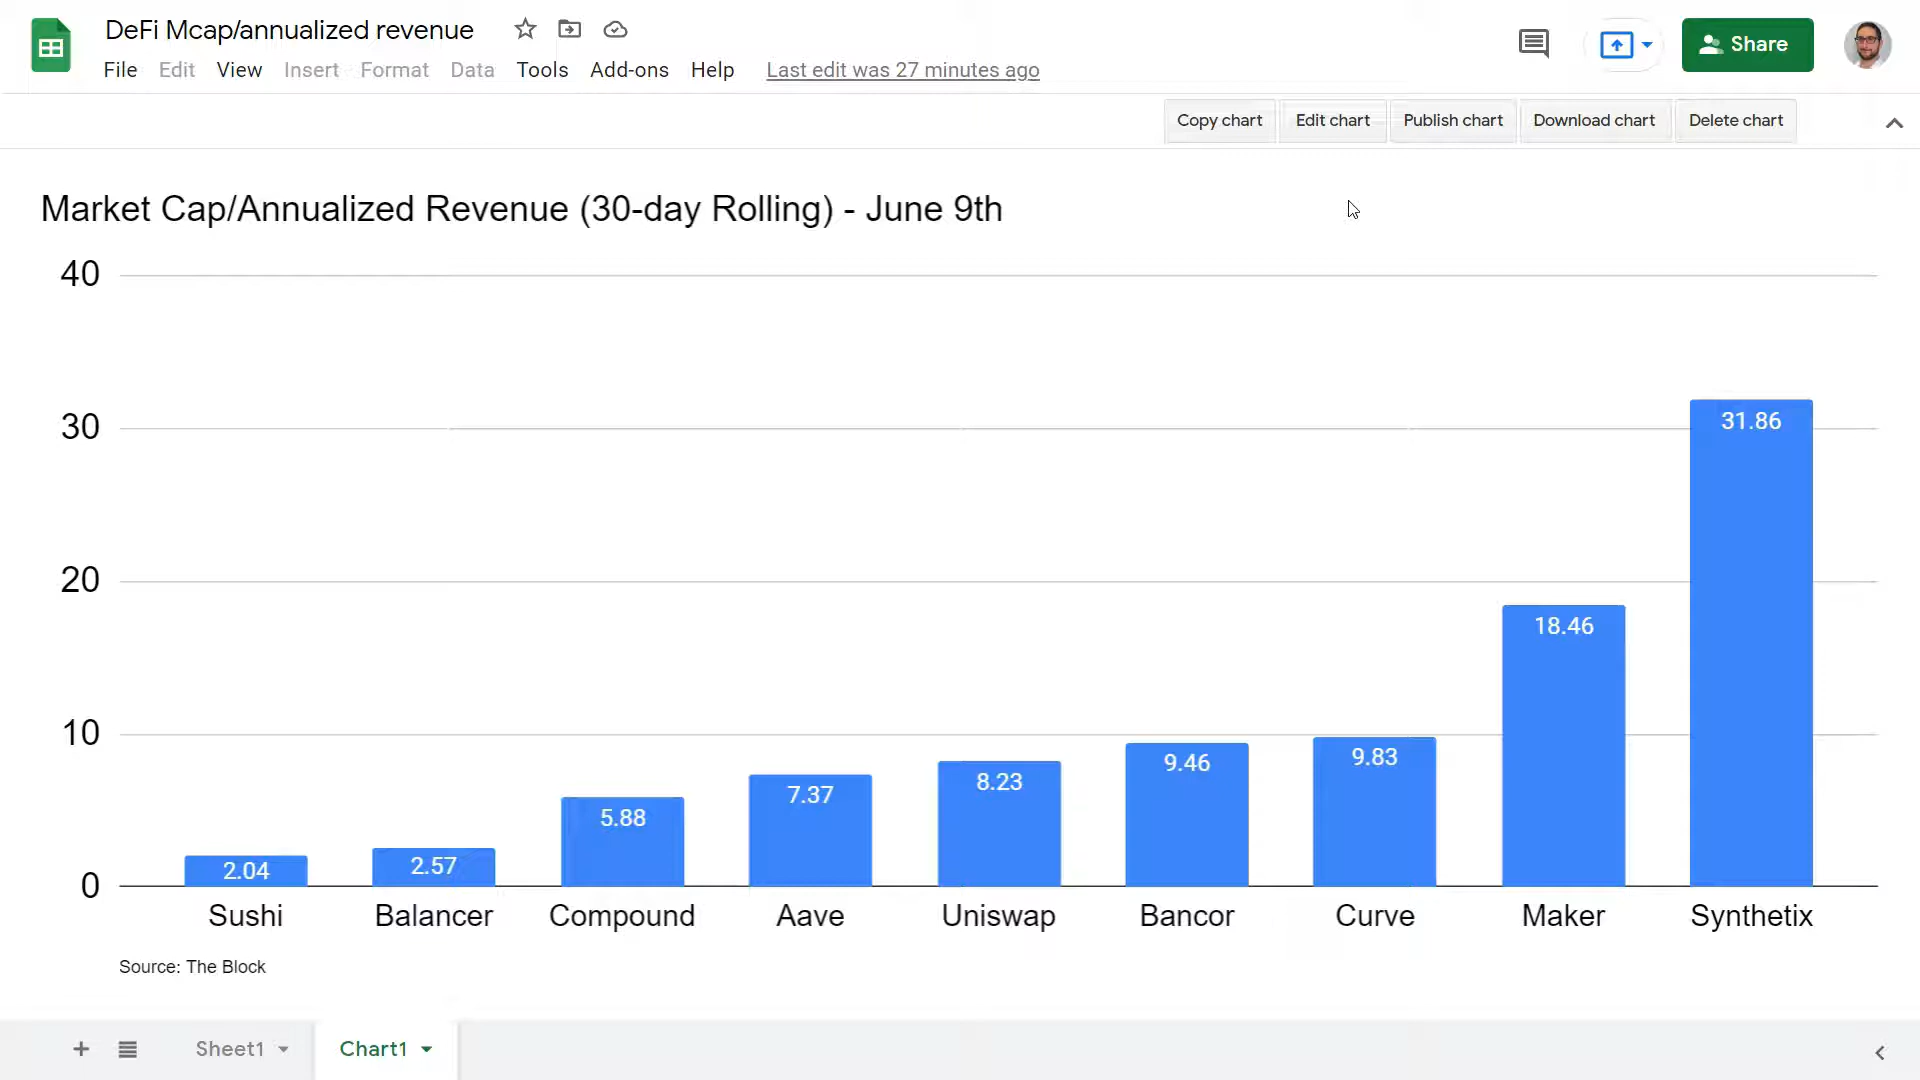 DeFi Mcap/annualized revenue
File Edit View Insert Format Data Tools Add-ons Help Last edit was 27 minutes ago
Share
Copy chart Edit chart Publish chart Download chart Delete chart
Market Cap/Annualized Revenue (30-day Rolling) - June 9th
40
30
20
10
0
2.04 2.57 5.88 7.37 8.23 9.46 9.83 18.46 31.86
Sushi Balancer Compound Aave Uniswap Bancor Curve Maker Synthetix
Source: The Block
Sheet1 Chart1